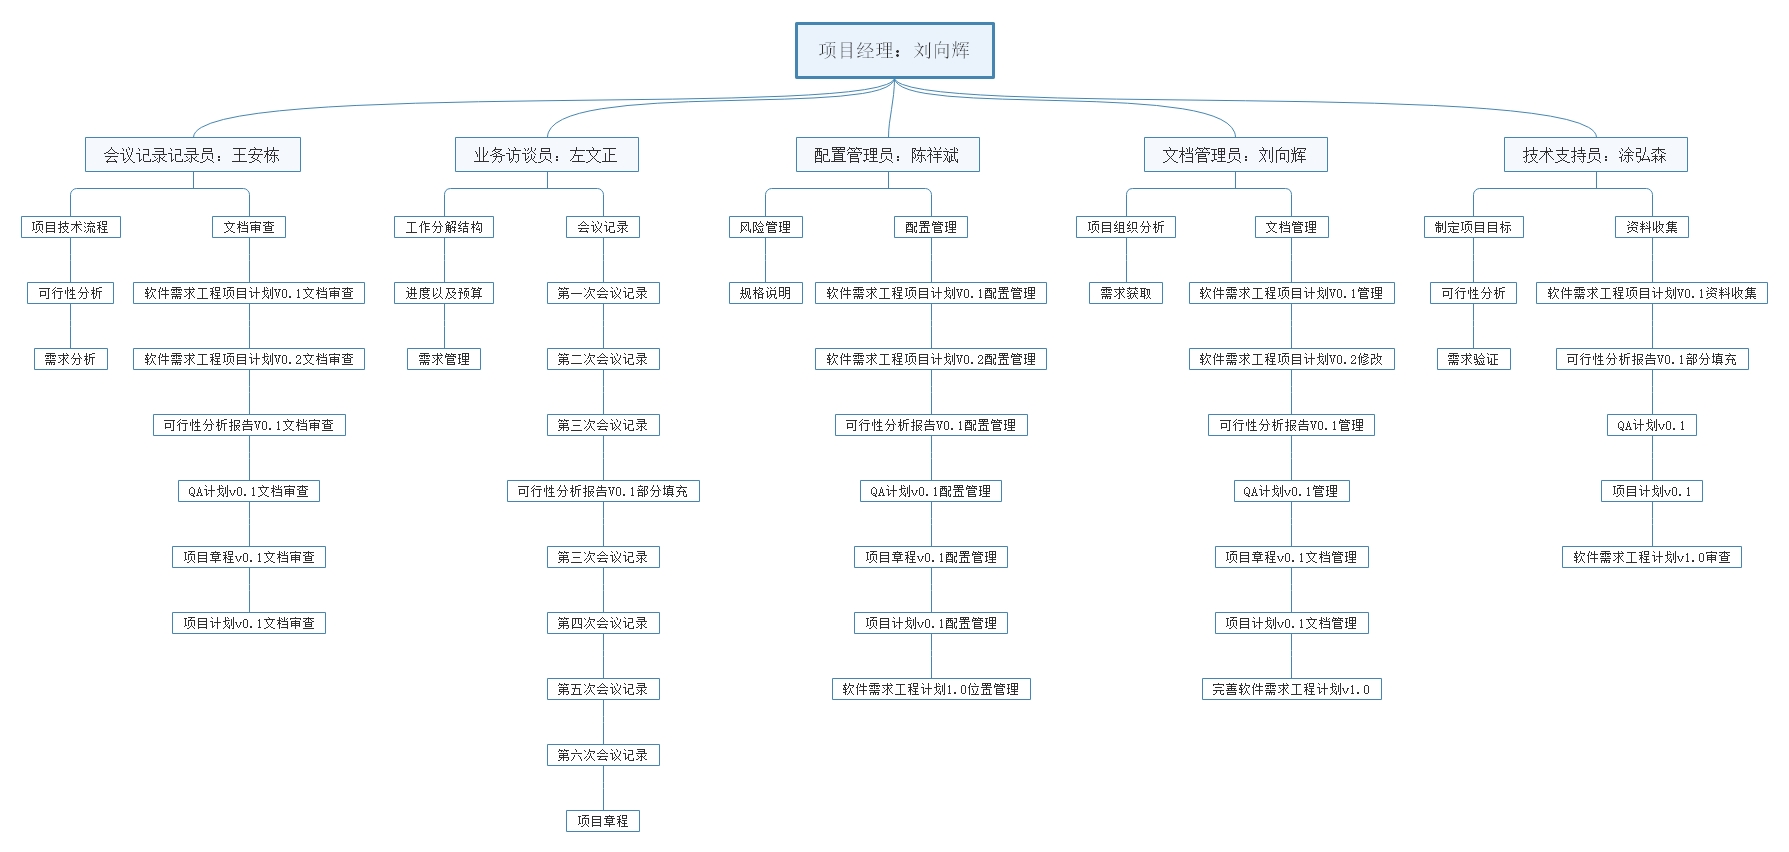 项目经理：刘向辉
会议记录记录员：王安栋
业务访谈员：左文正
配置管理员：陈祥斌
文档管理员：刘向辉
技术支持员：涂弘森
项目技术流程
文档审查
工作分解结构
会议记录
风险管理
配置管理
项目组织分析
文档管理
制定项目目标
资料收集
可行性分析
软件需求工程项目计划V0.1文档审查
进度以及预算
第一次会议记录
规格说明
软件需求工程项目计划V0.1配置管理
需求获取
软件需求工程项目计划V0.1管理
可行性分析
软件需求工程项目计划V0.1资料收集
需求分析
软件需求工程项目计划V0.2文档审查
需求管理
第二次会议记录
软件需求工程项目计划V0.2配置管理
软件需求工程项目计划V0.2修改
需求验证
可行性分析报告V0.1部分填充
可行性分析报告V0.1文档审查
第三次会议记录
可行性分析报告V0.1配置管理
可行性分析报告V0.1管理
QA计划v0.1
QA计划v0.1文档审查
可行性分析报告V0.1部分填充
QA计划v0.1配置管理
QA计划v0.1管理
项目计划v0.1
项目章程v0.1文档审查
第三次会议记录
项目章程v0.1配置管理
项目章程v0.1文档管理
软件需求工程计划v1.0审查
项目计划v0.1文档审查
第四次会议记录
项目计划v0.1配置管理
项目计划v0.1文档管理
第五次会议记录
软件需求工程计划1.0位置管理
完善软件需求工程计划v1.0
第六次会议记录
项目章程